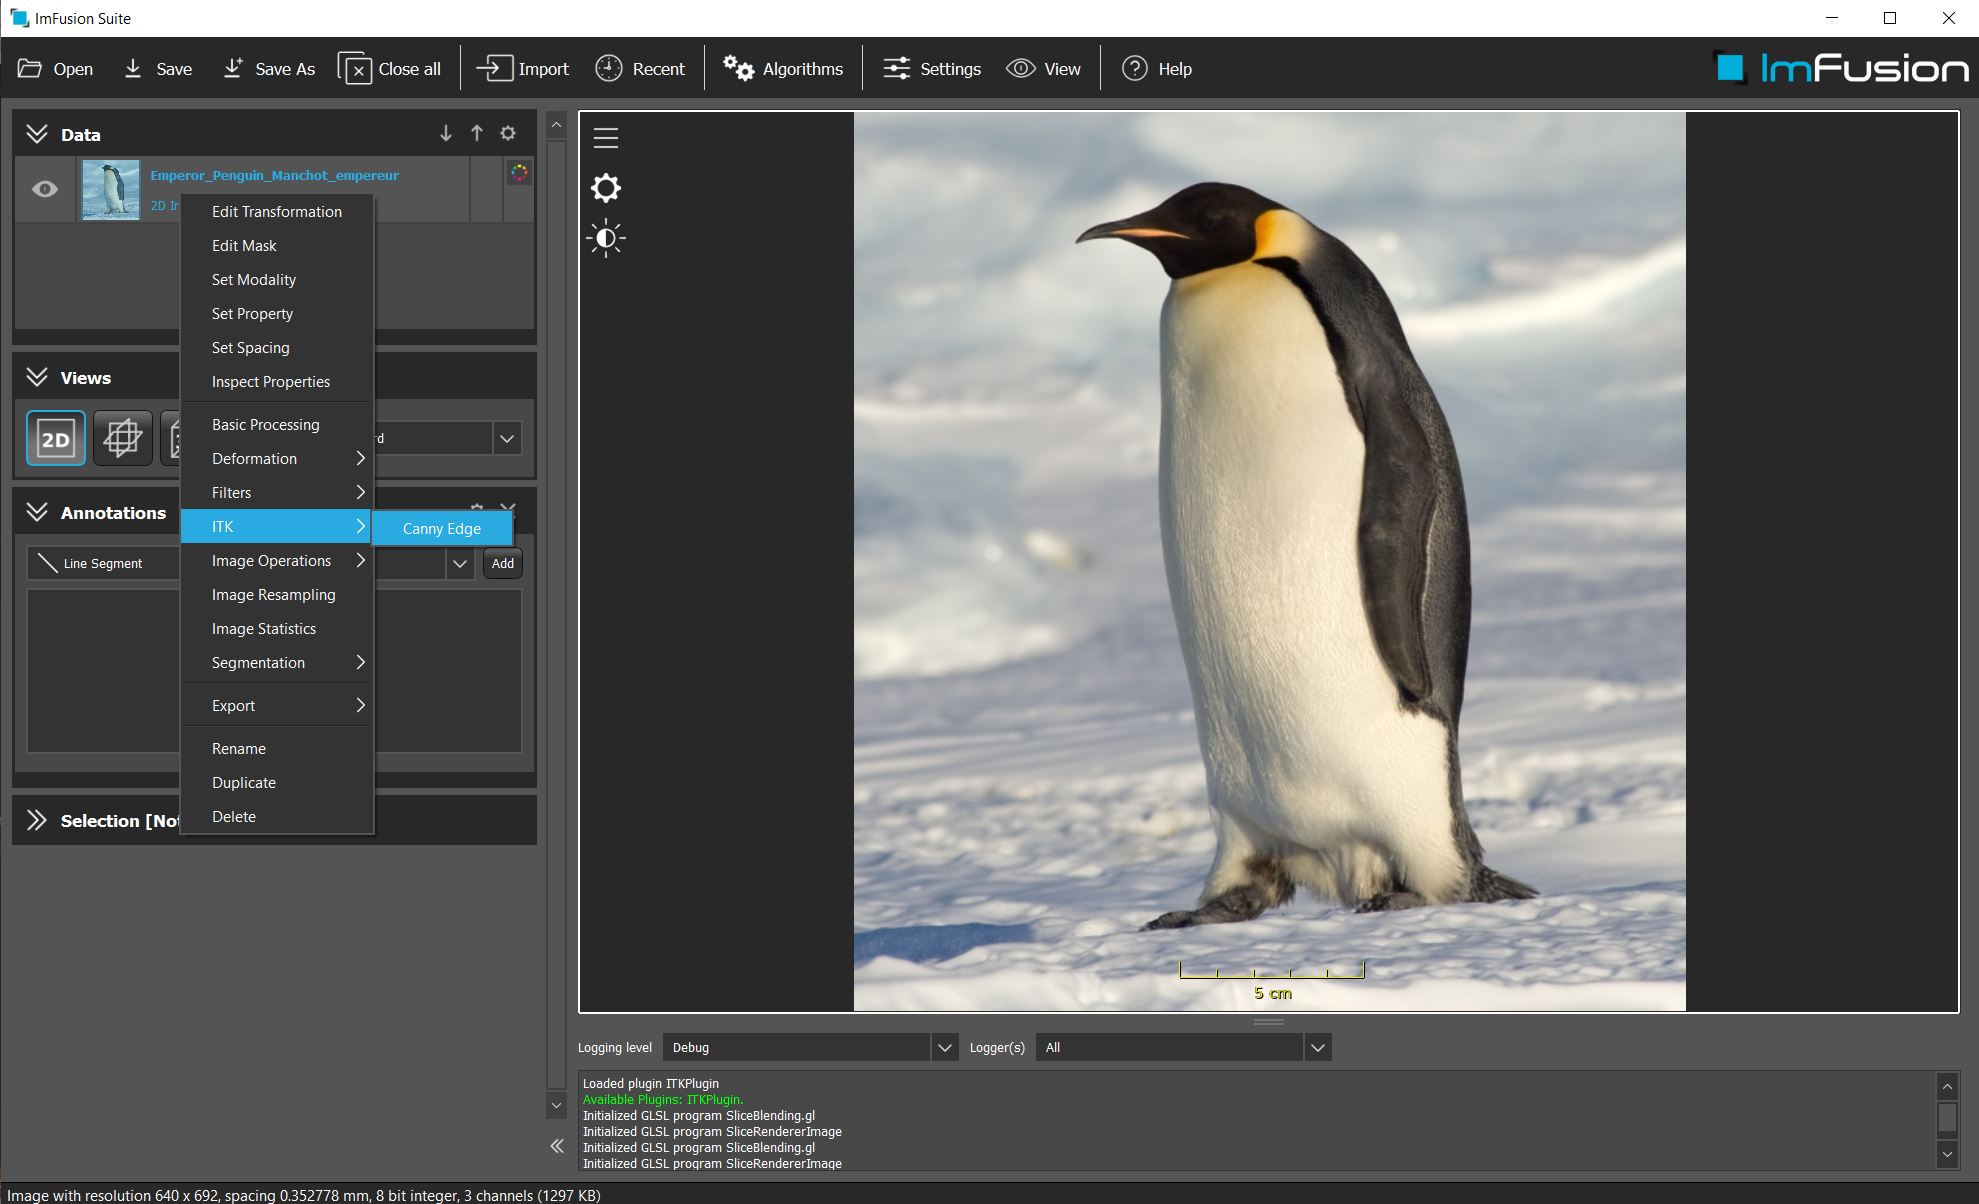 ImFusion Suite
Open
Save
Save As
Close all
Import
Recent
Algorithms
Settings
View
Help
ImFusion
Data
Emperor_Penguin_Manchot_empereur
2D
Edit Transformation
Edit Mask
Set Modality
Set Property
Set Spacing
Inspect Properties
Basic Processing
Deformation
Filters
ITK
Canny Edge
Image Operations
Image Resampling
Image Statistics
Segmentation
Export
Rename
Duplicate
Delete
Views
2D
rd
Annotations
Line Segment
Add
Selection [No
5 cm
Logging level
Debug
Logger(s)
All
Loaded plugin ITKPlugin
Available Plugins: ITKPlugin.
Initialized GLSL program SliceBlending.gl
Initialized GLSL program SliceRendererImage
Initialized GLSL program SliceBlending.gl
Initialized GLSL program SliceRendererImage
Image with resolution 640 x 692, spacing 0.352778 mm, 8 bit integer, 3 channels (1297 KB)